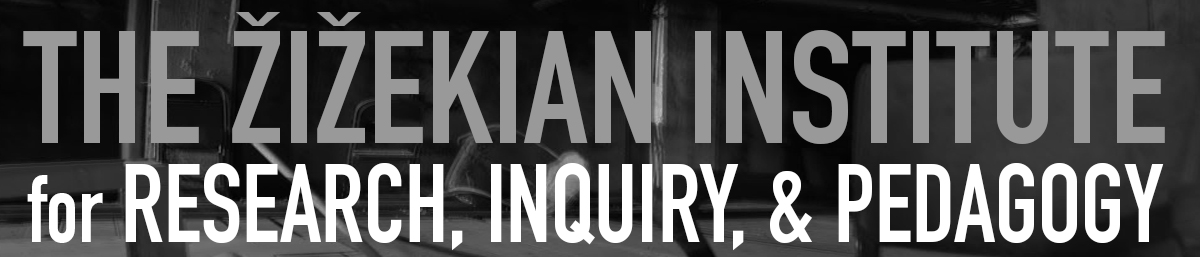 THE ŽIŽEKIAN INSTITUTE
for RESEARCH, INQUIRY, & PEDAGOGY